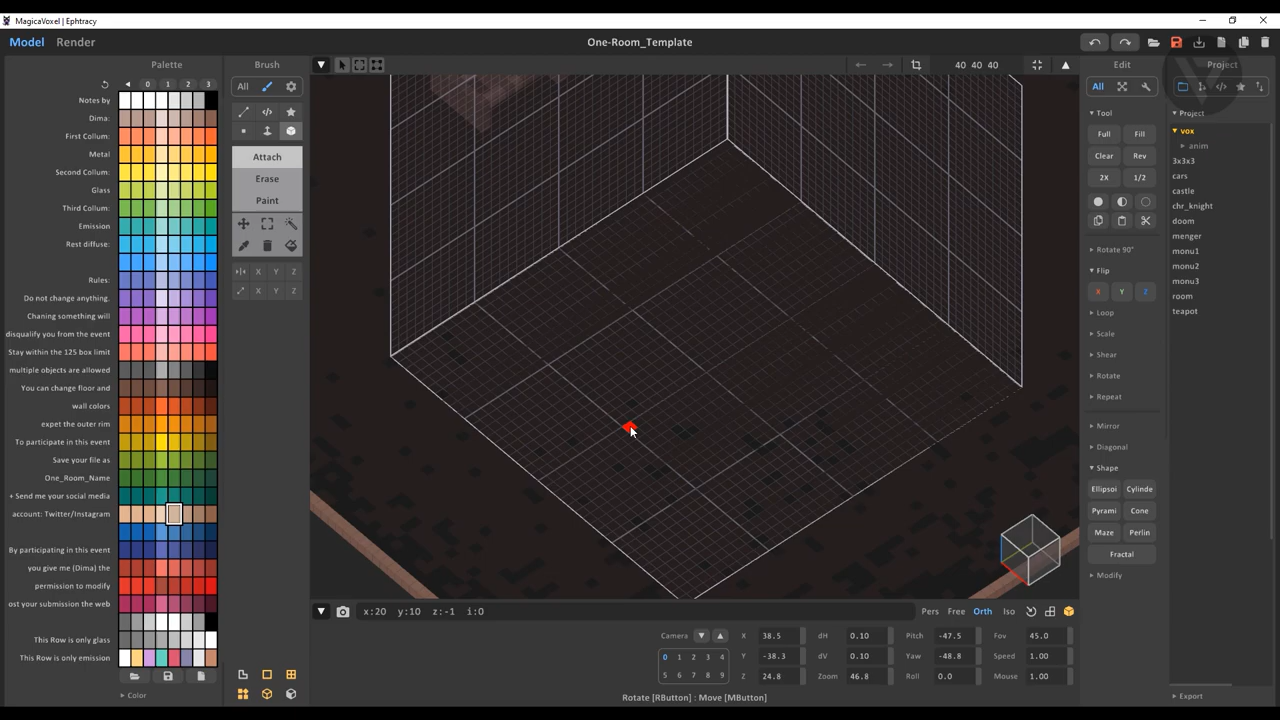 MagicaVoxel | Ephtracy
Model Render
One-Room_Template
Palette
0 1 2 3
Notes by
Dima:
First Collum:
Metal
Second Collum:
Glass
Third Collum:
Emission
Rest diffuse:
Rules:
Do not change anything.
Chaning something will
disqualify you from the event
Stay within the 125 box limit
multiple objects are allowed
You can change floor and
wall colors
expet the outer rim
To participate in this event
Save your file as
One_Room_Name
+ Send me your social media
account: Twitter/Instagram
By participating in this event
you give me (Dima) the
permission to modify
ost your submission the web
This Row is only glass
This Row is only emission
Color
Brush
All
Attach
Erase
Paint
X Y Z
X Y Z
40 40 40
x:20 y:10 z:-1 i:0
Pers Free Orth Iso
Camera
0 1 2 3 4
5 6 7 8 9
X 38.5 dH 0.10 Pitch -47.5 Fov 45.0
Y -38.3 dV 0.10 Yaw -48.8 Speed 1.00
Z 24.8 Zoom 46.8 Roll 0.0 Mouse 1.00
Rotate [RButton] : Move [MButton]
Edit
All
Tool
Full Fill
Clear Rev
2X 1/2
Rotate 90°
Flip
X Y Z
Loop
Scale
Shear
Rotate
Repeat
Mirror
Diagonal
Shape
Ellipsoi Cylinde
Pyrami Cone
Maze Perlin
Fractal
Modify
Project
Project
vox
anim
3x3x3
cars
castle
chr_knight
doom
menger
monu1
monu2
monu3
room
teapot
Export